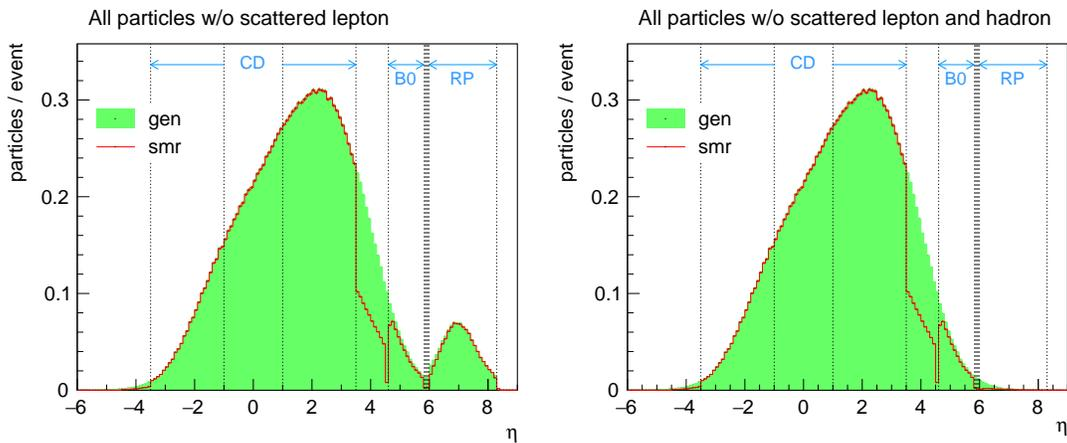 All particles w/o scattered lepton
particles / event
CD
B0
RP
gen
smr
0.3
0.2
0.1
0
−6 −4 −2 0 2 4 6 8
η
All particles w/o scattered lepton and hadron
particles / event
CD
B0
RP
gen
smr
0.3
0.2
0.1
0
−6 −4 −2 0 2 4 6 8
η